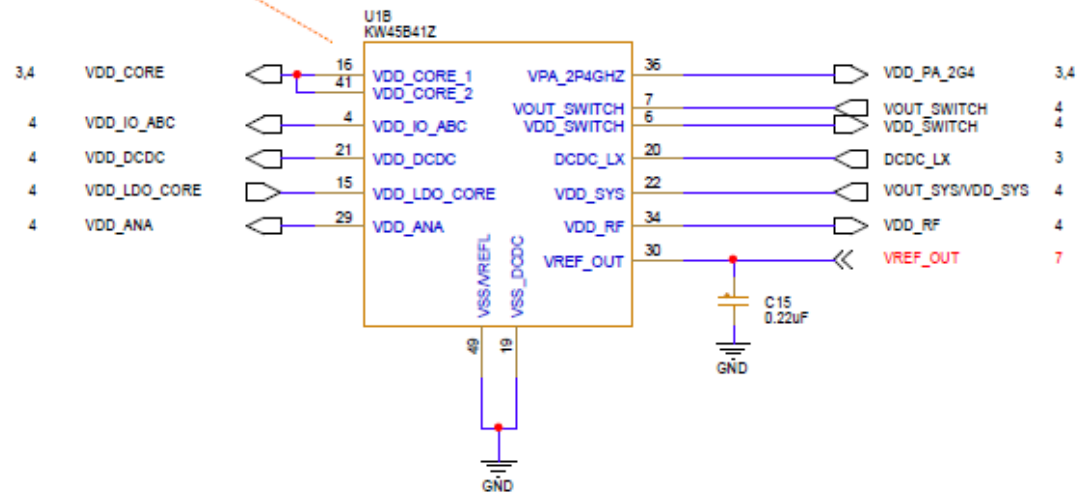 U1B
KW45B41Z
3,4 VDD_CORE 16 VDD_CORE_1 VPA_2P4GHZ 36 VDD_PA_2G4 3,4
41 VDD_CORE_2
VOUT_SWITCH 7 VOUT_SWITCH 4
4 VDD_IO_ABC 4 VDD_IO_ABC VDD_SWITCH 6 VDD_SWITCH 4
4 VDD_DCDC 21 VDD_DCDC DCDC_LX 20 DCDC_LX 3
4 VDD_LDO_CORE 15 VDD_LDO_CORE VDD_SYS 22 VOUT_SYS/VDD_SYS 4
4 VDD_ANA 29 VDD_ANA VDD_RF 34 VDD_RF 4
VREF_OUT 30 VREF_OUT 7
VSS/VREFL VSS_DCDC
C15
0.22uF
49 19
GND
GND